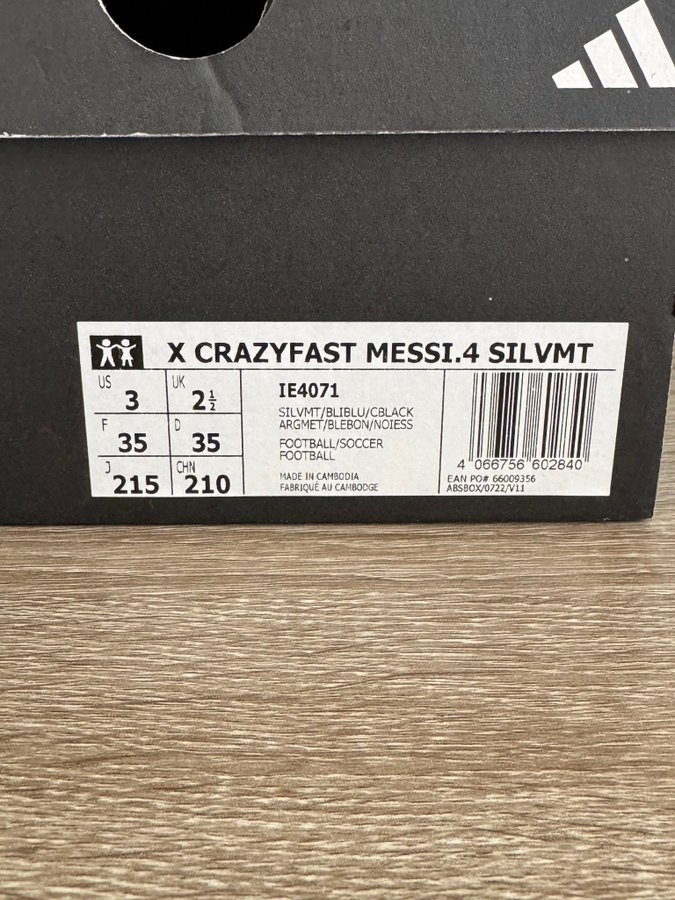 X CRAZYFAST MESSI.4 SILVMT
US 3 UK 2½
F 35 D 35
J 215 CHN 210
IE4071
SILVMT/BLIBLU/CBLACK
ARGMET/BLEBON/NOIESS
FOOTBALL/SOCCER
FOOTBALL
MADE IN CAMBODIA
FABRIQUÉ AU CAMBODGE
4 066756 602840
EAN PO# 66009356
ABSBOX/0722/V11